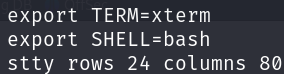 export TERM=xterm
export SHELL=bash
stty rows 24 columns 80